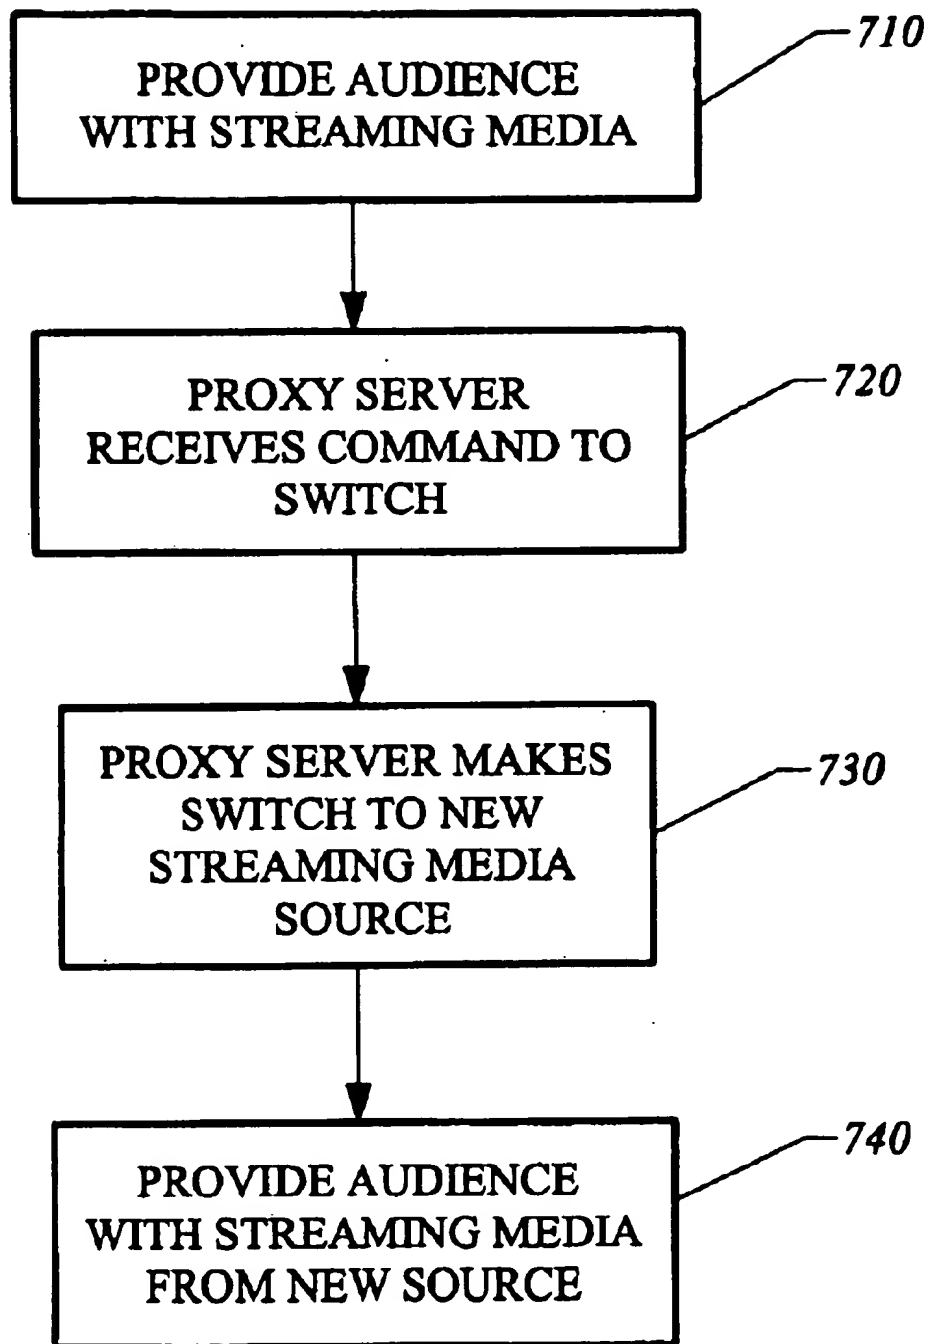 710
PROVIDE AUDIENCE
WITH STREAMING MEDIA
720
PROXY SERVER
RECEIVES COMMAND TO
SWITCH
730
PROXY SERVER MAKES
SWITCH TO NEW
STREAMING MEDIA
SOURCE
740
PROVIDE AUDIENCE
WITH STREAMING MEDIA
FROM NEW SOURCE